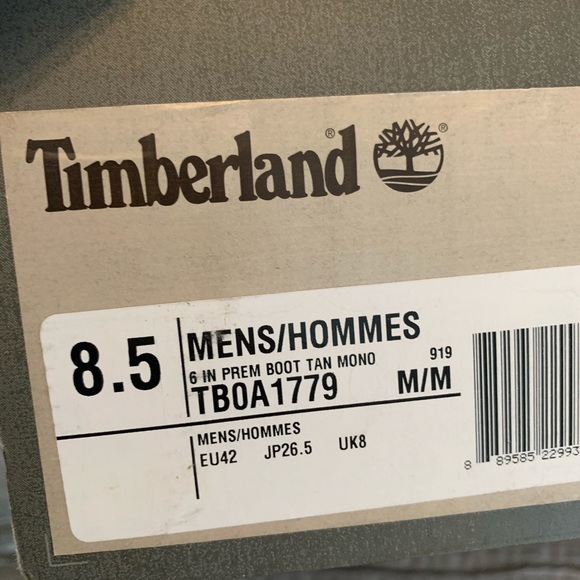 Timberland® ®
8.5
MENS/HOMMES
6 IN PREM BOOT TAN MONO 919
TB0A1779 M/M
MENS/HOMMES
EU42 JP26.5 UK8
8 89585 22993